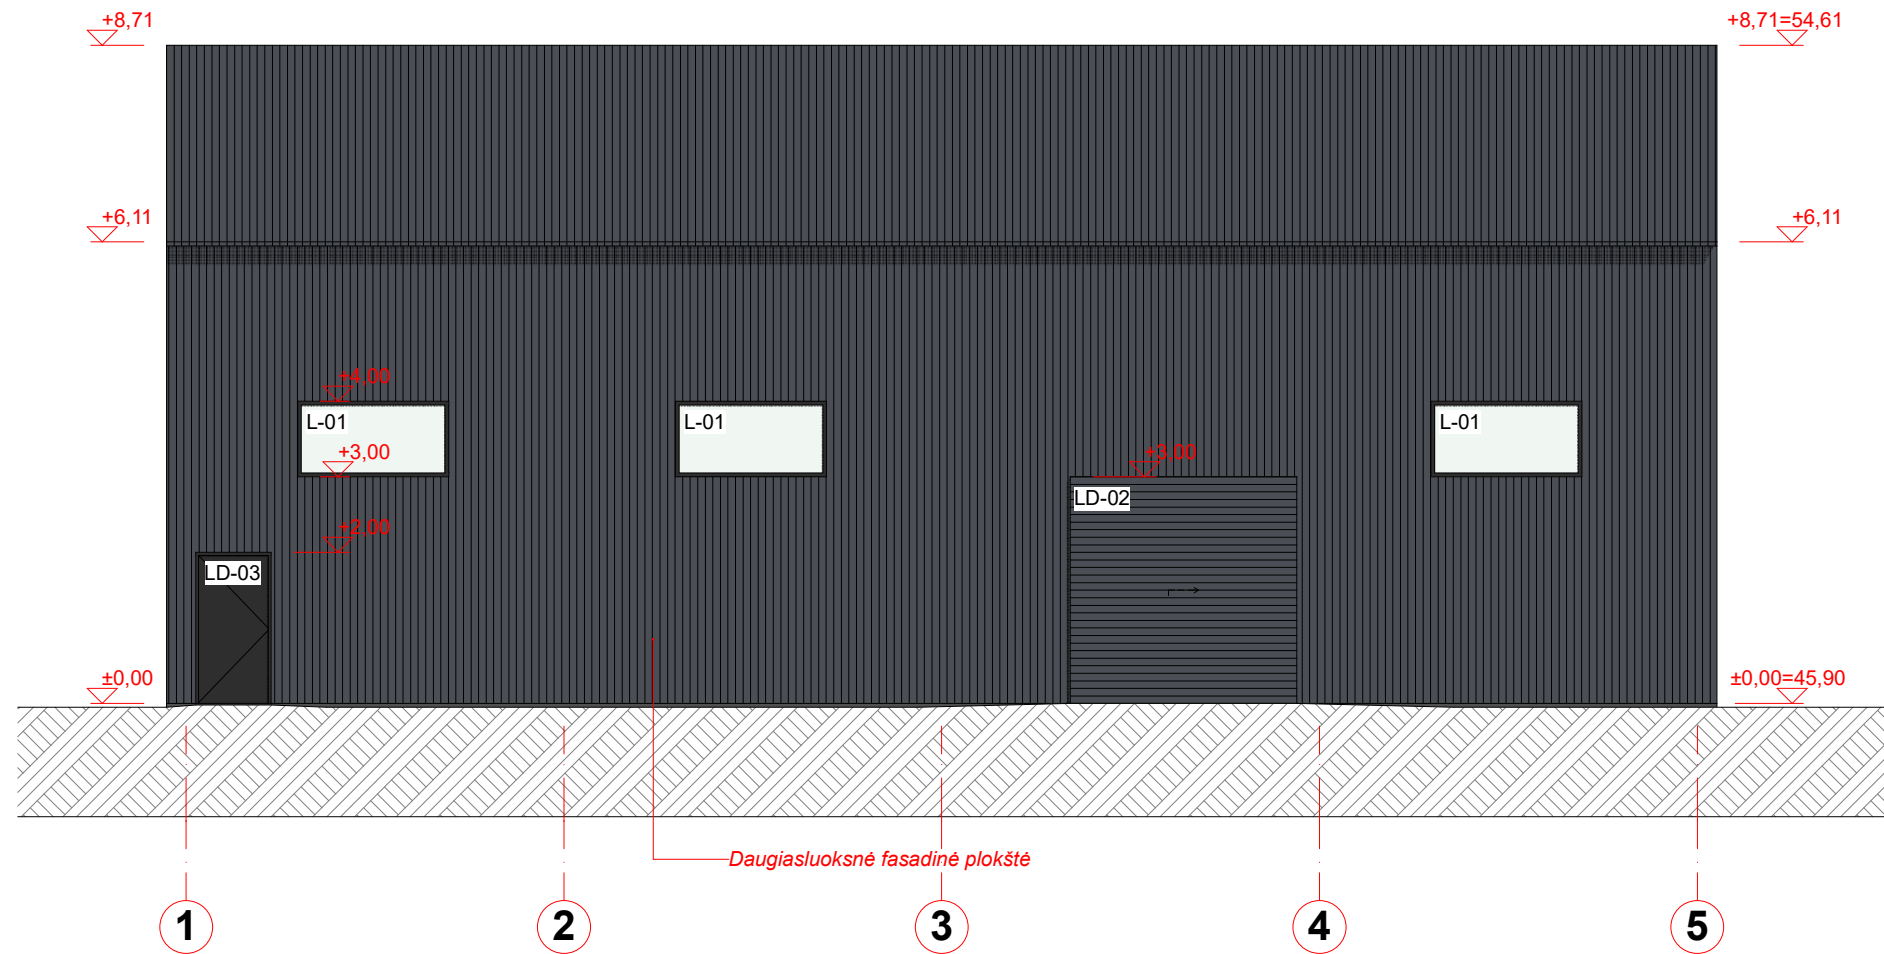 +8,71
+8,71=54,61
+6,11
+6,11
+4,00
L-01
L-01
L-01
+3,00
+3,00
LD-02
+2,00
LD-03
±0,00
±0,00=45,90
Daugiasluoksnė fasadinė plokštė
1
2
3
4
5